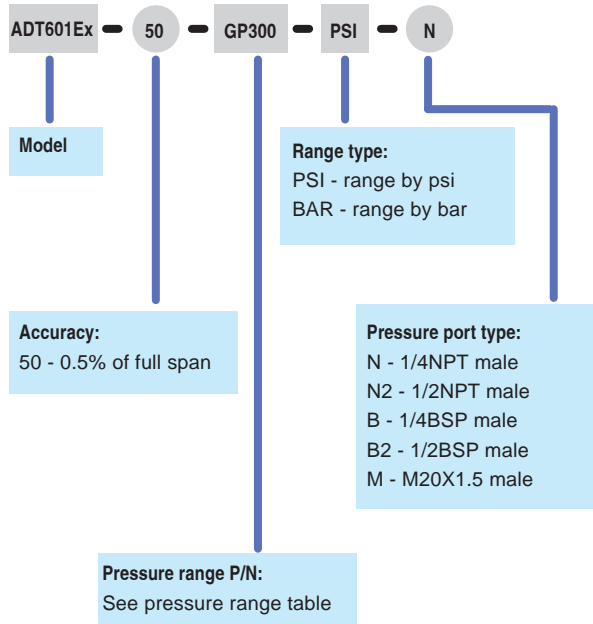 ADT601Ex - 50 - GP300 - PSI - N
Model
Range type:
PSI - range by psi
BAR - range by bar
Accuracy:
50 - 0.5% of full span
Pressure port type:
N - 1/4NPT male
N2 - 1/2NPT male
B - 1/4BSP male
B2 - 1/2BSP male
M - M20X1.5 male
Pressure range P/N:
See pressure range table